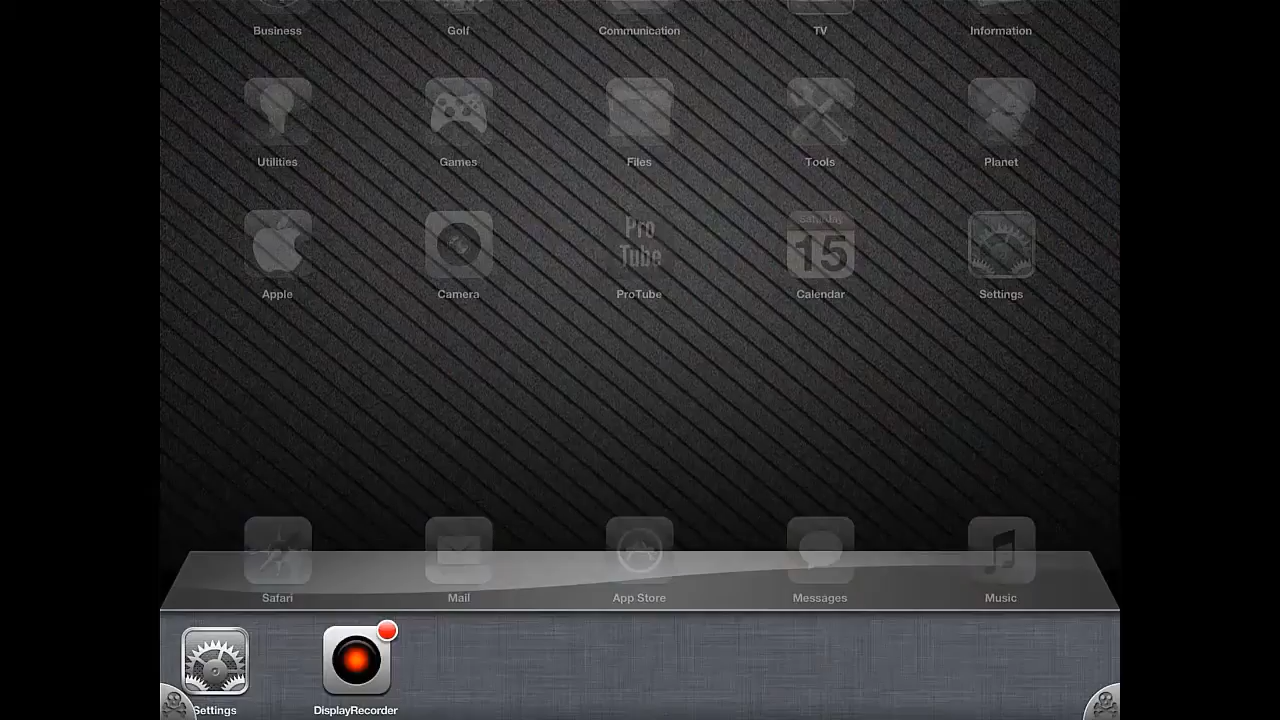 Business Golf Communication TV Information
Utilities Games Files Tools Planet
Saturday
Pro
Tube
15
Apple Camera ProTube Calendar Settings
Safari Mail App Store Messages Music
Settings DisplayRecorder